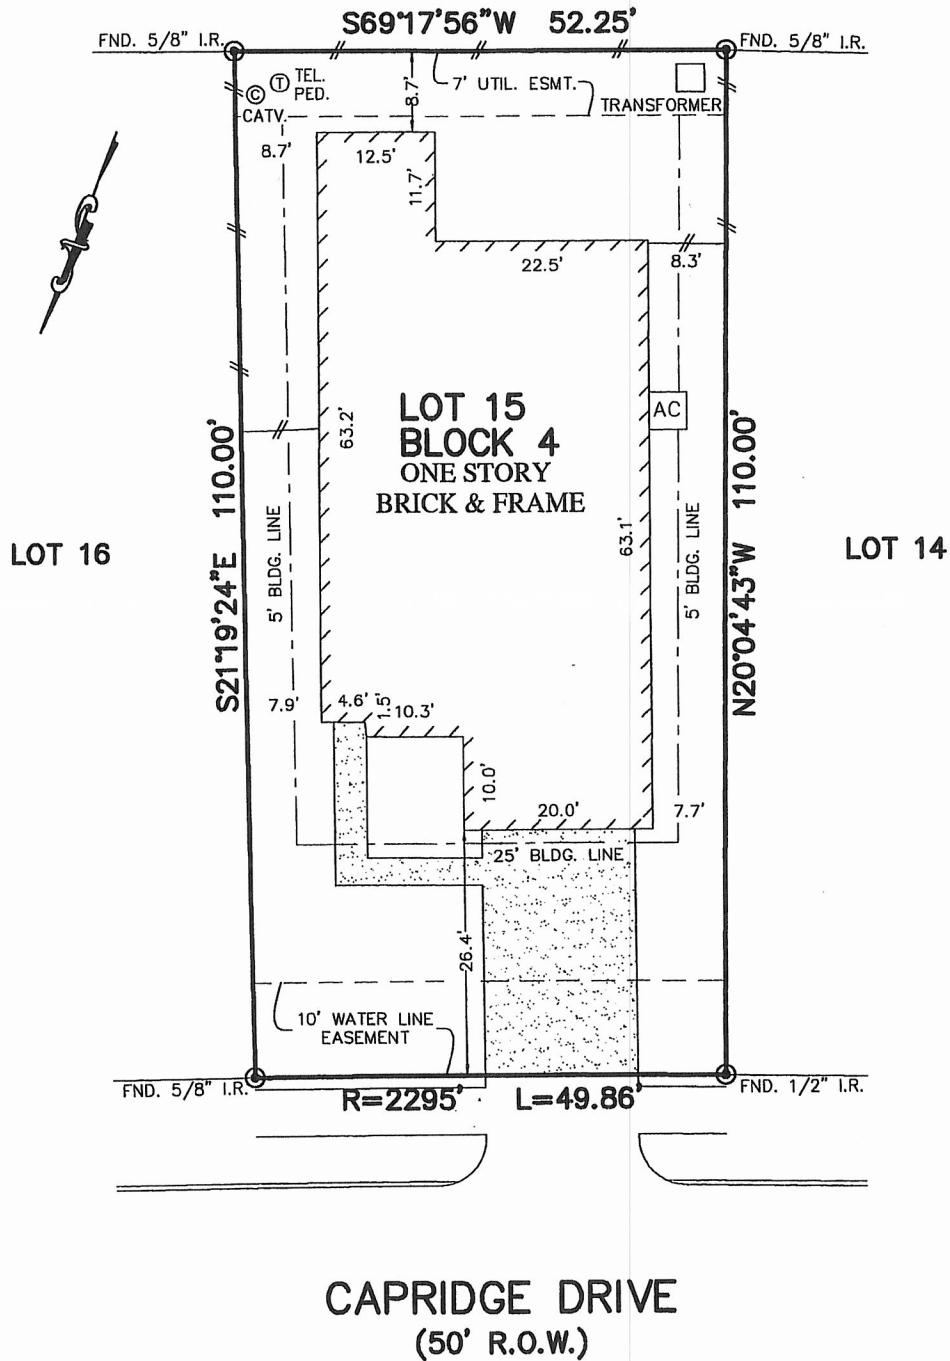 S69°17'56"W 52.25'
FND. 5/8" I.R.
FND. 5/8" I.R.
TEL.
PED.
T
C
CATV.
8.7'
7' UTIL. ESMT.
TRANSFORMER
8.7'
12.5'
11.7'
22.5'
8.3'
LOT 15
BLOCK 4
ONE STORY
BRICK & FRAME
AC
63.2'
63.1'
S21°19'24"E 110.00'
N20°04'43"W 110.00'
LOT 16
LOT 14
5' BLDG. LINE
5' BLDG. LINE
7.9'
4.6'
1.5'
10.3'
10.0'
20.0'
7.7'
25' BLDG. LINE
26.4'
10' WATER LINE
EASEMENT
FND. 5/8" I.R.
FND. 1/2" I.R.
R=2295' L=49.86'
CAPRIDGE DRIVE
(50' R.O.W.)